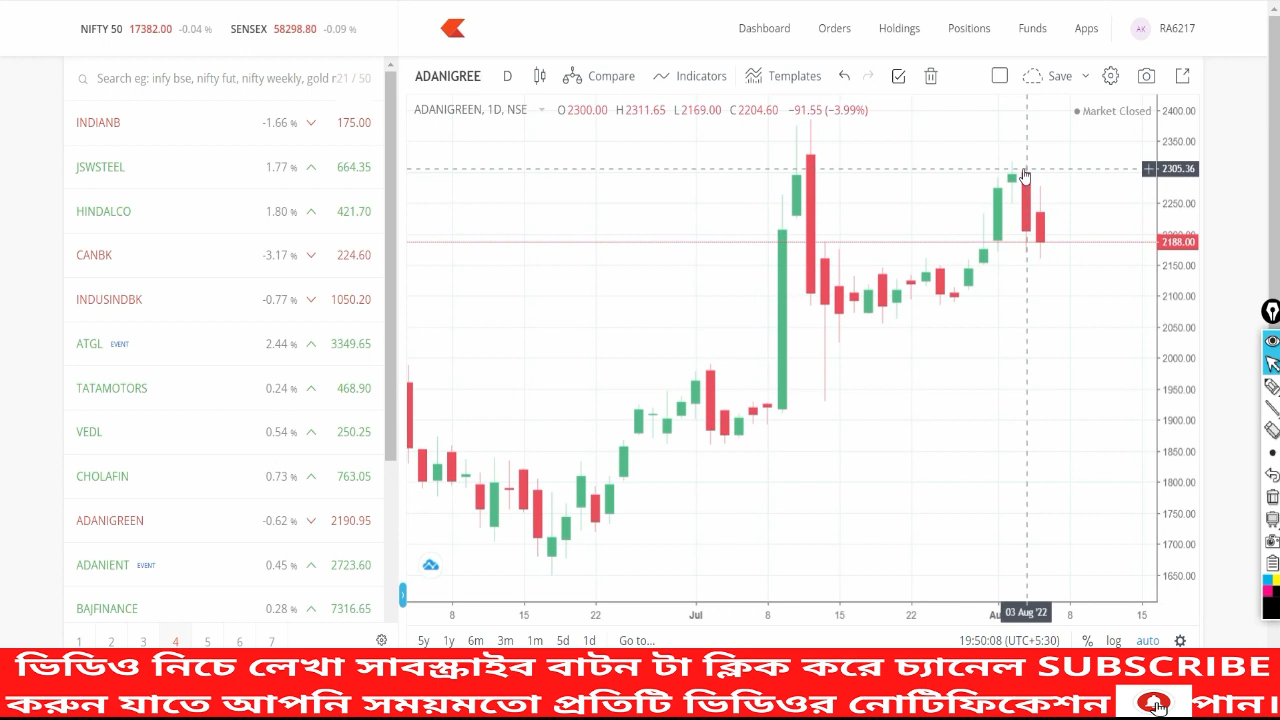 NIFTY 50 17382.00 -0.04 % SENSEX 58298.80 -0.09 %
Dashboard Orders Holdings Positions Funds Apps AK RA6217
Search eg: infy bse, nifty fut, nifty weekly, gold 21 / 50
ADANIGREE D Compare Indicators Templates Save
ADANIGREEN, 1D, NSE O2300.00 H2311.65 L2169.00 C2204.60 −91.55 (−3.99%)
Market Closed
INDIANB -1.66 % 175.00
JSWSTEEL 1.77 % 664.35
HINDALCO 1.80 % 421.70
CANBK -3.17 % 224.60
INDUSINDBK -0.77 % 1050.20
ATGL EVENT 2.44 % 3349.65
TATAMOTORS 0.24 % 468.90
VEDL 0.54 % 250.25
CHOLAFIN 0.73 % 763.05
ADANIGREEN -0.62 % 2190.95
ADANIENT EVENT 0.45 % 2723.60
BAJFINANCE 0.28 % 7316.65
1 2 3 4 5 6 7
2400.00
2350.00
2305.36
2250.00
2188.00
2150.00
2100.00
2050.00
2000.00
1950.00
1900.00
1850.00
1800.00
1750.00
1700.00
1650.00
8 15 22 Jul 8 15 22 03 Aug '22 8 15
5y 1y 6m 3m 1m 5d 1d Go to... 19:50:08 (UTC+5:30) % log auto
ভিডিও নিচে লেখা সাবস্ক্রাইব বাটন টা ক্লিক করে চ্যানেল SUBSCRIBE
করুন যাতে আপনি সময়মতো প্রতিটি ভিডিওর নোটিফিকেশন পান।